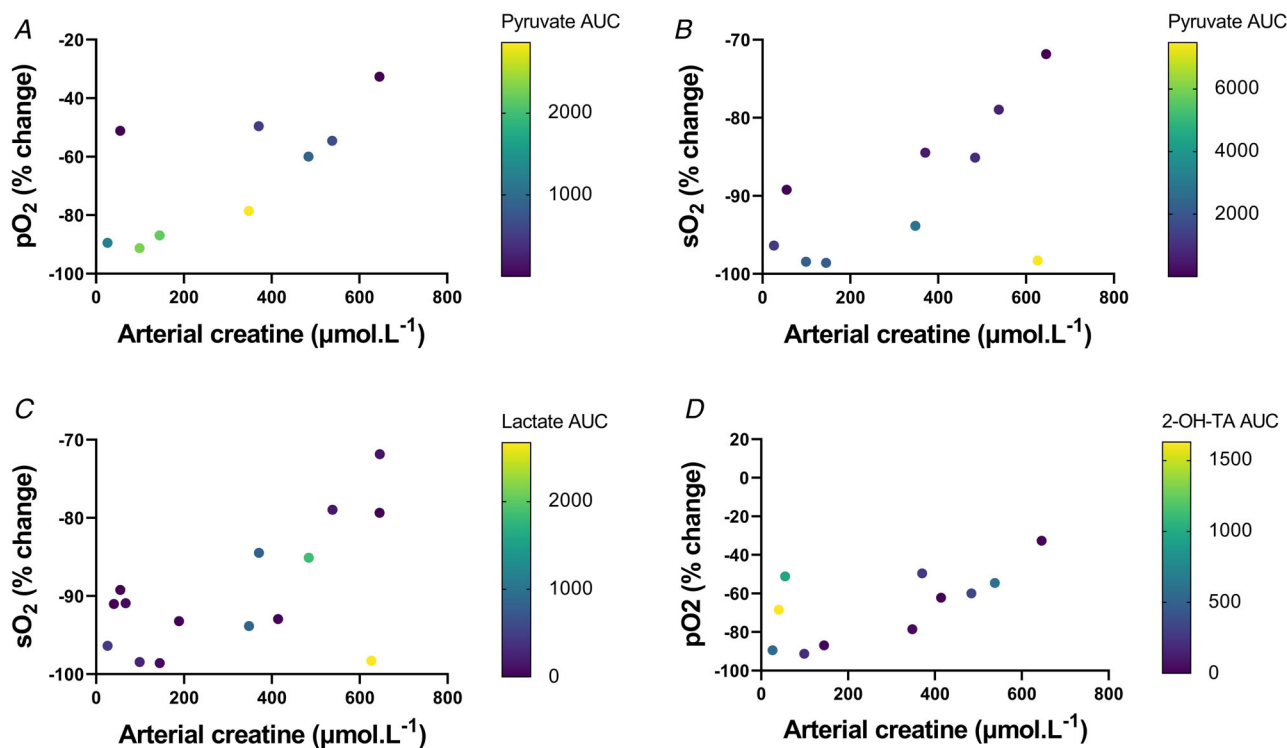 A
Pyruvate AUC
pO2 (% change)
-20
-40
-60
-80
-100
0 200 400 600 800
Arterial creatine (µmol.L-1)
2000
1000
B
Pyruvate AUC
sO2 (% change)
-70
-80
-90
-100
0 200 400 600 800
Arterial creatine (µmol.L-1)
6000
4000
2000
C
Lactate AUC
sO2 (% change)
-70
-80
-90
-100
0 200 400 600 800
Arterial creatine (µmol.L-1)
2000
1000
0
D
2-OH-TA AUC
pO2 (% change)
20
0
-20
-40
-60
-80
-100
0 200 400 600 800
Arterial creatine (µmol.L-1)
1500
1000
500
0